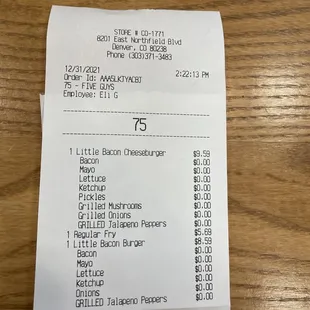 STORE # CO-1771
8201 East Northfield Blvd
Denver, CO 80238
Phone (303)371-3483
12/31/2021 2:22:13 PM
Order Id: AAASLKTYACBT
75 - FIVE GUYS
Employee: Eli G
75
1 Little Bacon Cheeseburger $9.59
Bacon $0.00
Mayo $0.00
Lettuce $0.00
Ketchup $0.00
Pickles $0.00
Grilled Mushrooms $0.00
Grilled Onions $0.00
GRILLED Jalapeno Peppers $0.00
1 Regular Fry $5.69
1 Little Bacon Burger $8.59
Bacon $0.00
Mayo $0.00
Lettuce $0.00
Ketchup $0.00
Onions $0.00
GRILLED Jalapeno Peppers $0.00